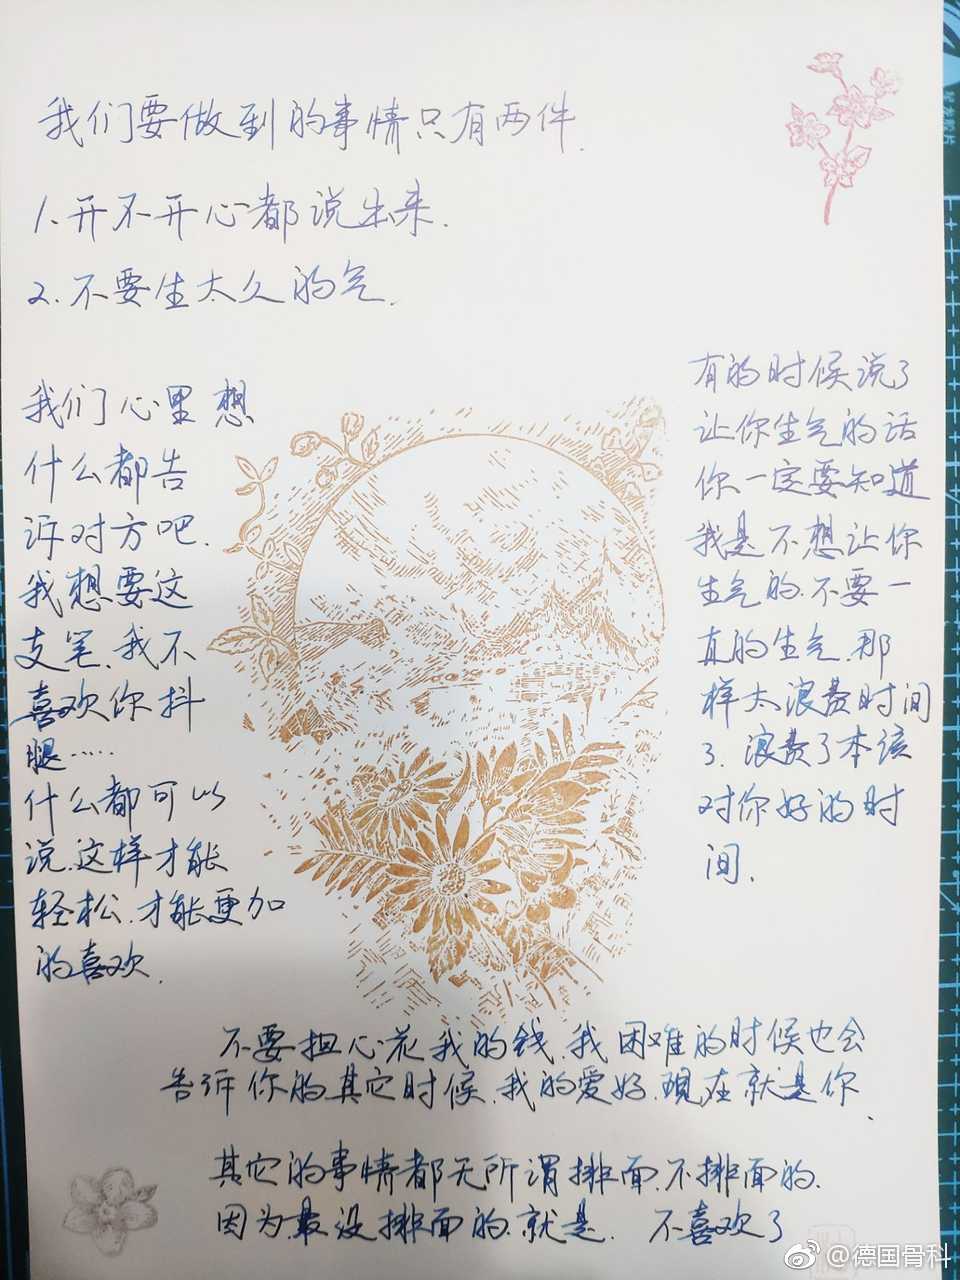 我们要做到的事情只有两件.
1.开不开心都说出来.
2.不要生太久的气.
我们心里想
什么都告
诉对方吧.
我想要这
支笔.我不
喜欢你抖
腿……
什么都可以
说.这样才能
轻松.才能更加
的喜欢.
有的时候说了
让你生气的话
你一定要知道
我是不想让你
生气的.不要一
直的生气.那
样太浪费时间
了.浪费了本该
对你好的时
间.
不要担心花我的钱.我困难的时候也会
告诉你的其它时候.我的爱好.现在就是你.
其它的事情都无所谓排面.不排面的.
因为最没排面的.就是. 不喜欢了
@德国骨科